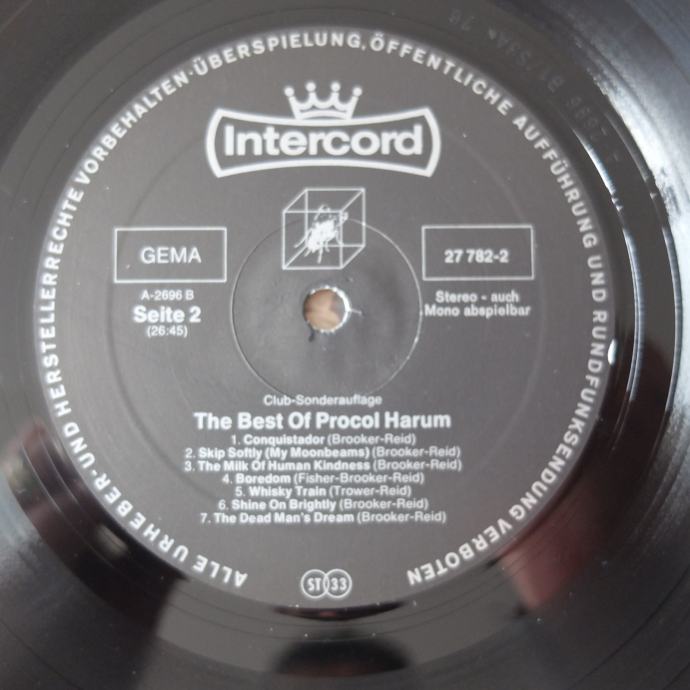 ALLE URHEBER- UND HERSTELLERRECHTE VORBEHALTEN·ÜBERSPIELUNG, ÖFFENTLICHE AUFFÜHRUNG UND RUNDFUNKSENDUNG VERBOTEN
Intercord
GEMA
27 782-2
A-2696 B
Seite 2
(26:45)
Stereo - auch
Mono abspielbar
Club-Sonderauflage
The Best Of Procol Harum
1. Conquistador (Brooker-Reid)
2. Skip Softly (My Moonbeams) (Brooker-Reid)
3. The Milk Of Human Kindness (Brooker-Reid)
4. Boredom (Fisher-Brooker-Reid)
5. Whisky Train (Trower-Reid)
6. Shine On Brightly (Brooker-Reid)
7. The Dead Man's Dream (Brooker-Reid)
ST 33